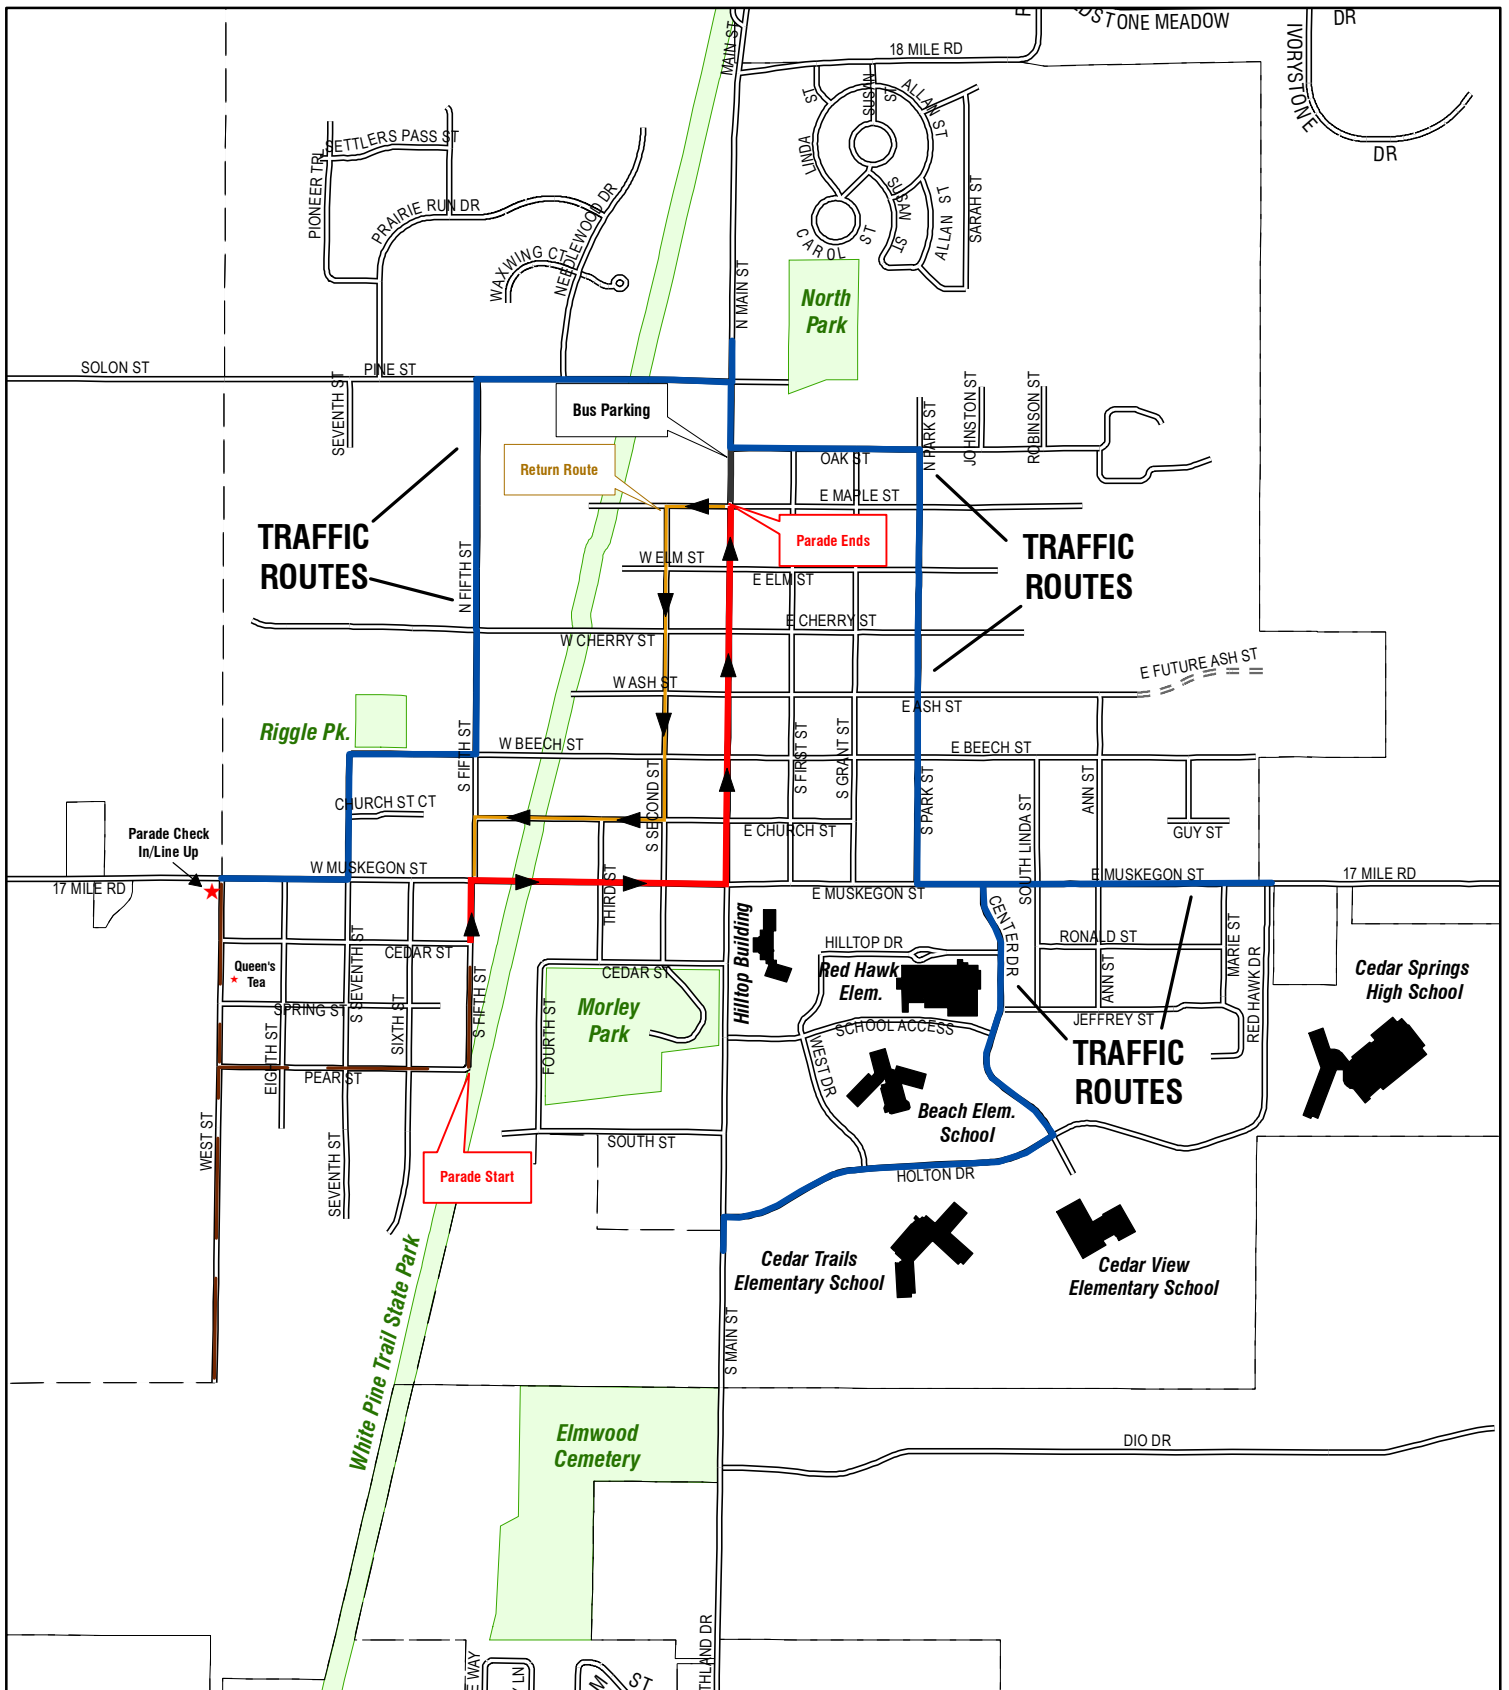 STONE MEADOW
DR
IVORYSTONE
DR
MAIN ST
18 MILE RD
LINDA
ST
SUSAN
ST
ALLAN ST
SUSAN
ST
ALLAN ST
SARAH ST
CAROL
ST
SETTLERS PASS ST
PIONEER TRL
PRAIRIE RUN DR
WAXWING CT
NEEDLEWOOD DR
N MAIN ST
North
Park
SOLON ST
PINE ST
SEVENTH ST
Bus Parking
Return Route
OAK ST
N PARK ST
JOHNSTON ST
ROBINSON ST
E MAPLE ST
TRAFFIC
ROUTES
N FIFTH ST
Parade Ends
TRAFFIC
ROUTES
W ELM ST
E ELM ST
W CHERRY ST
E CHERRY ST
W ASH ST
E ASH ST
E FUTURE ASH ST
Riggle Pk.
S FIFTH ST
W BEECH ST
E BEECH ST
S SECOND ST
S FIRST ST
S GRANT ST
S PARK ST
SOUTH LINDA ST
ANN ST
GUY ST
CHURCH ST CT
E CHURCH ST
Parade Check
In/Line Up
17 MILE RD
W MUSKEGON ST
E MUSKEGON ST
E MUSKEGON ST
17 MILE RD
THIRD ST
Hilltop Building
HILLTOP DR
CENTER DR
RONALD ST
ANN ST
MARIE ST
RED HAWK DR
CEDAR ST
CEDAR ST
Queen's
Tea
SPRING ST
S SEVENTH ST
SIXTH ST
S FIFTH ST
EIGHTH ST
PEAR ST
FOURTH ST
Morley
Park
Red Hawk
Elem.
SCHOOL ACCESS
WEST DR
JEFFREY ST
TRAFFIC
ROUTES
Cedar Springs
High School
Beach Elem.
School
WEST ST
SEVENTH ST
Parade Start
SOUTH ST
HOLTON DR
Cedar Trails
Elementary School
Cedar View
Elementary School
S MAIN ST
White Pine Trail State Park
Elmwood
Cemetery
DIO DR
THLAND DR
E WAY
LN
ST